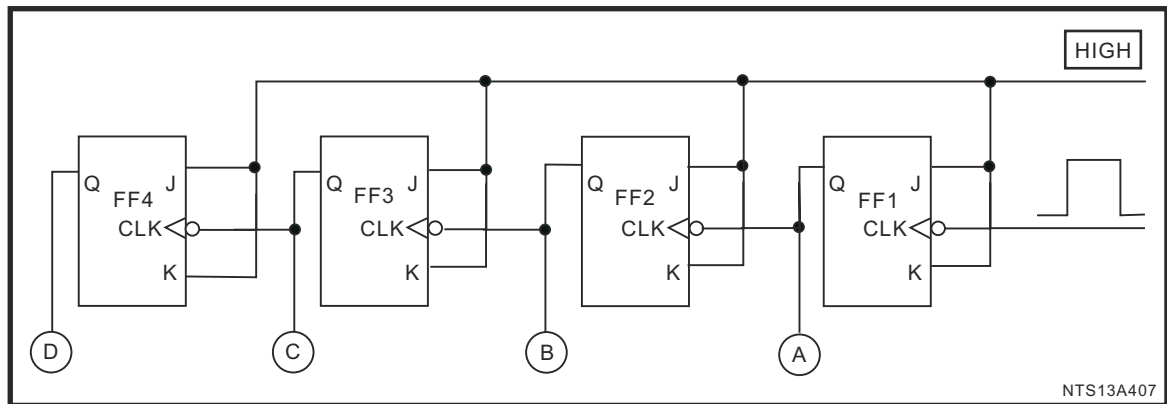 HIGH
Q J
FF4
CLK
K
Q J
FF3
CLK
K
Q J
FF2
CLK
K
Q J
FF1
CLK
K
D
C
B
A
NTS13A407